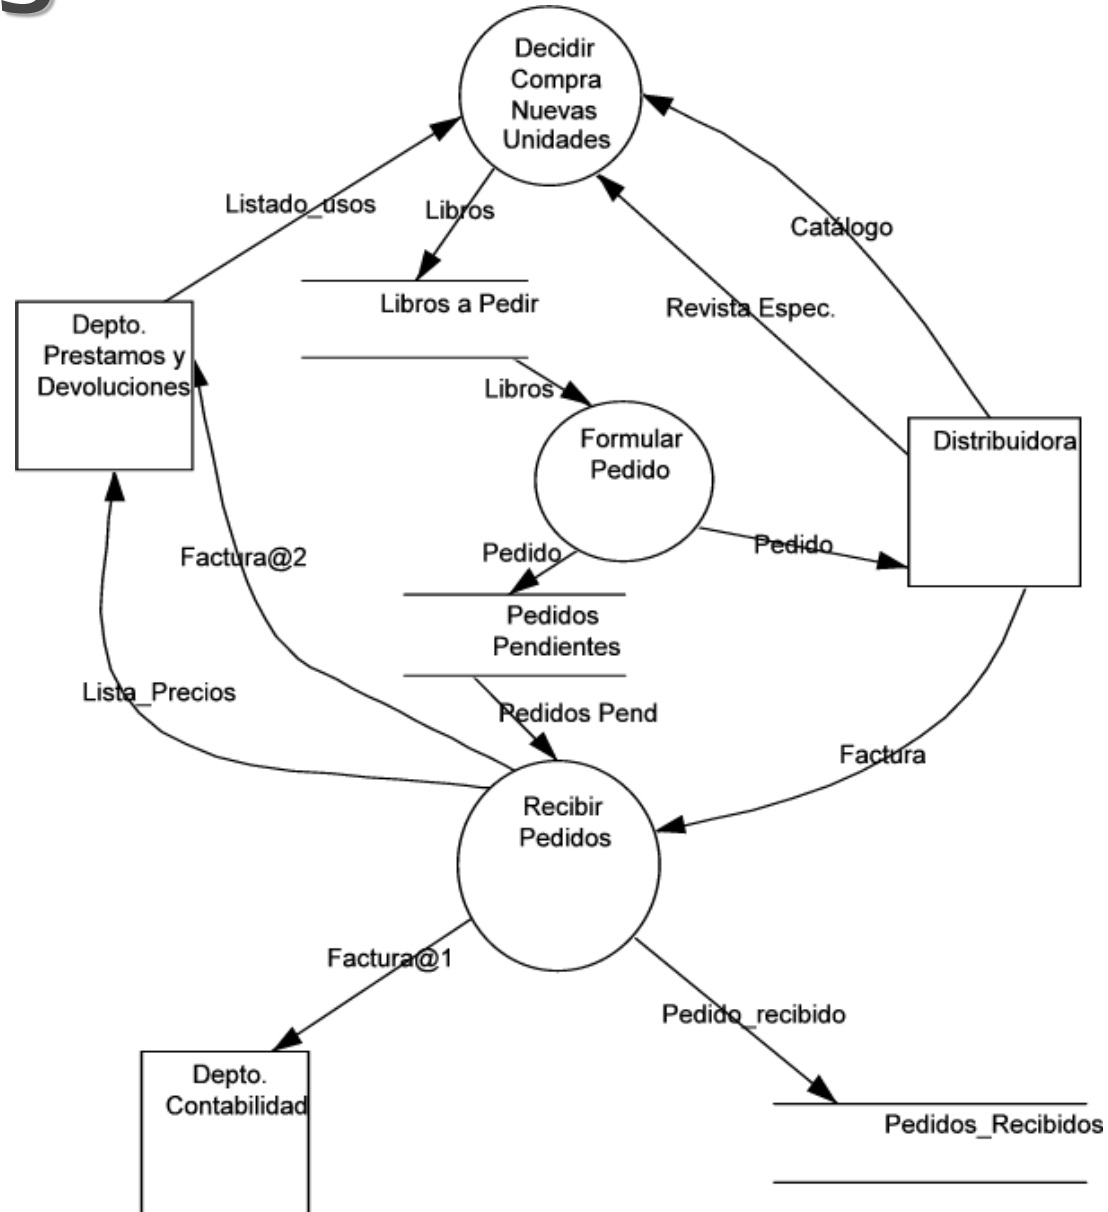 Decidir
Compra
Nuevas
Unidades
Listado_usos
Libros
Catálogo
Libros a Pedir
Revista Espec.
Depto.
Prestamos y
Devoluciones
Libros
Formular
Pedido
Distribuidora
Pedido
Pedido
Factura@2
Pedidos
Pendientes
Lista_Precios
Pedidos Pend
Factura
Recibir
Pedidos
Factura@1
Pedido_recibido
Depto.
Contabilidad
Pedidos_Recibidos